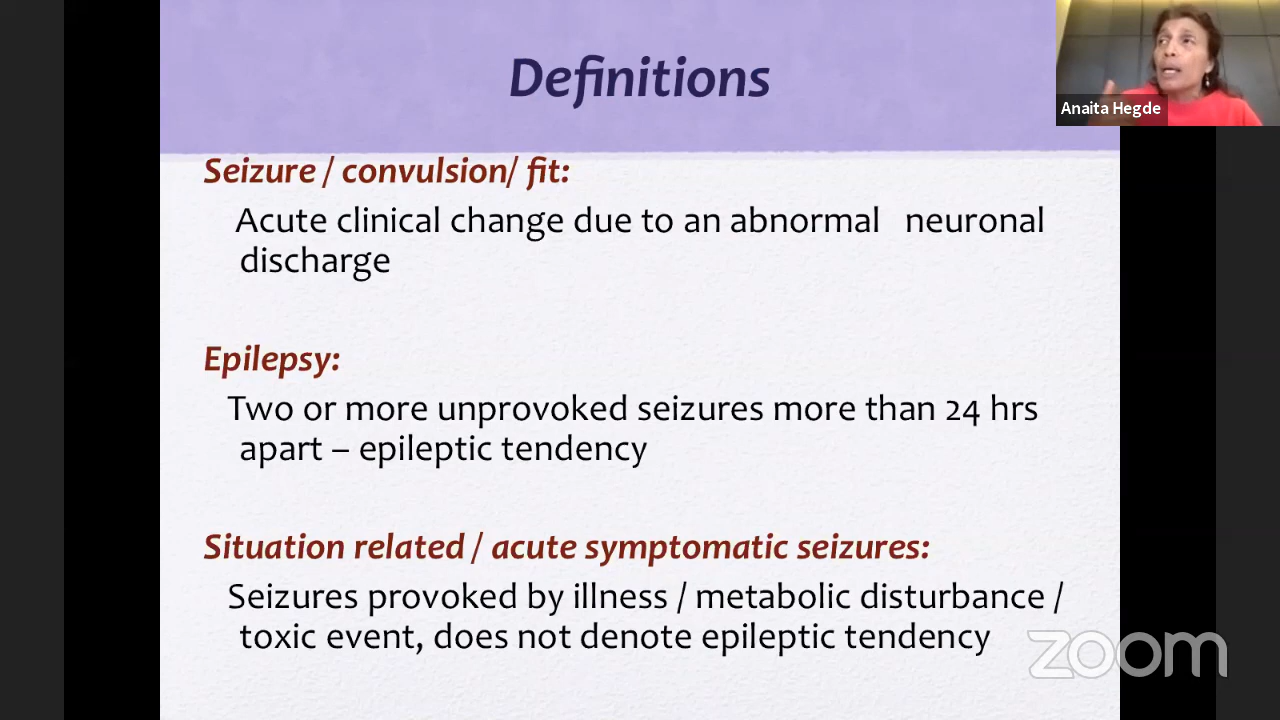 Definitions
Anaita Hegde
Seizure / convulsion/ fit:
Acute clinical change due to an abnormal neuronal
discharge
Epilepsy:
Two or more unprovoked seizures more than 24 hrs
apart – epileptic tendency
Situation related / acute symptomatic seizures:
Seizures provoked by illness / metabolic disturbance /
toxic event, does not denote epileptic tendency
zoom